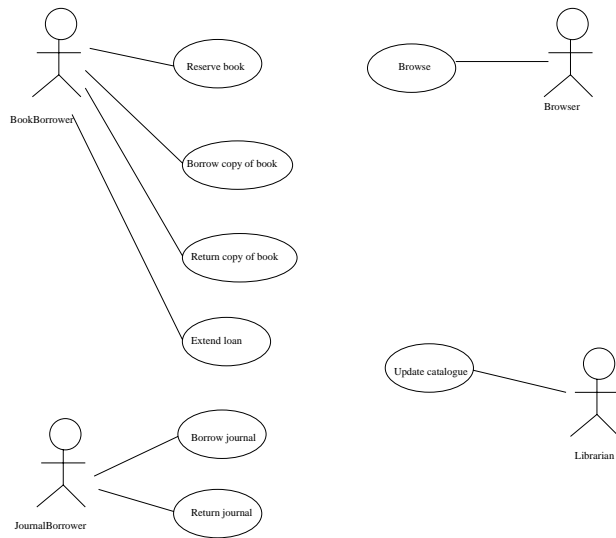 Reserve book
Browse
Browser
BookBorrower
Borrow copy of book
Return copy of book
Extend loan
Update catalogue
Borrow journal
Librarian
Return journal
JournalBorrower